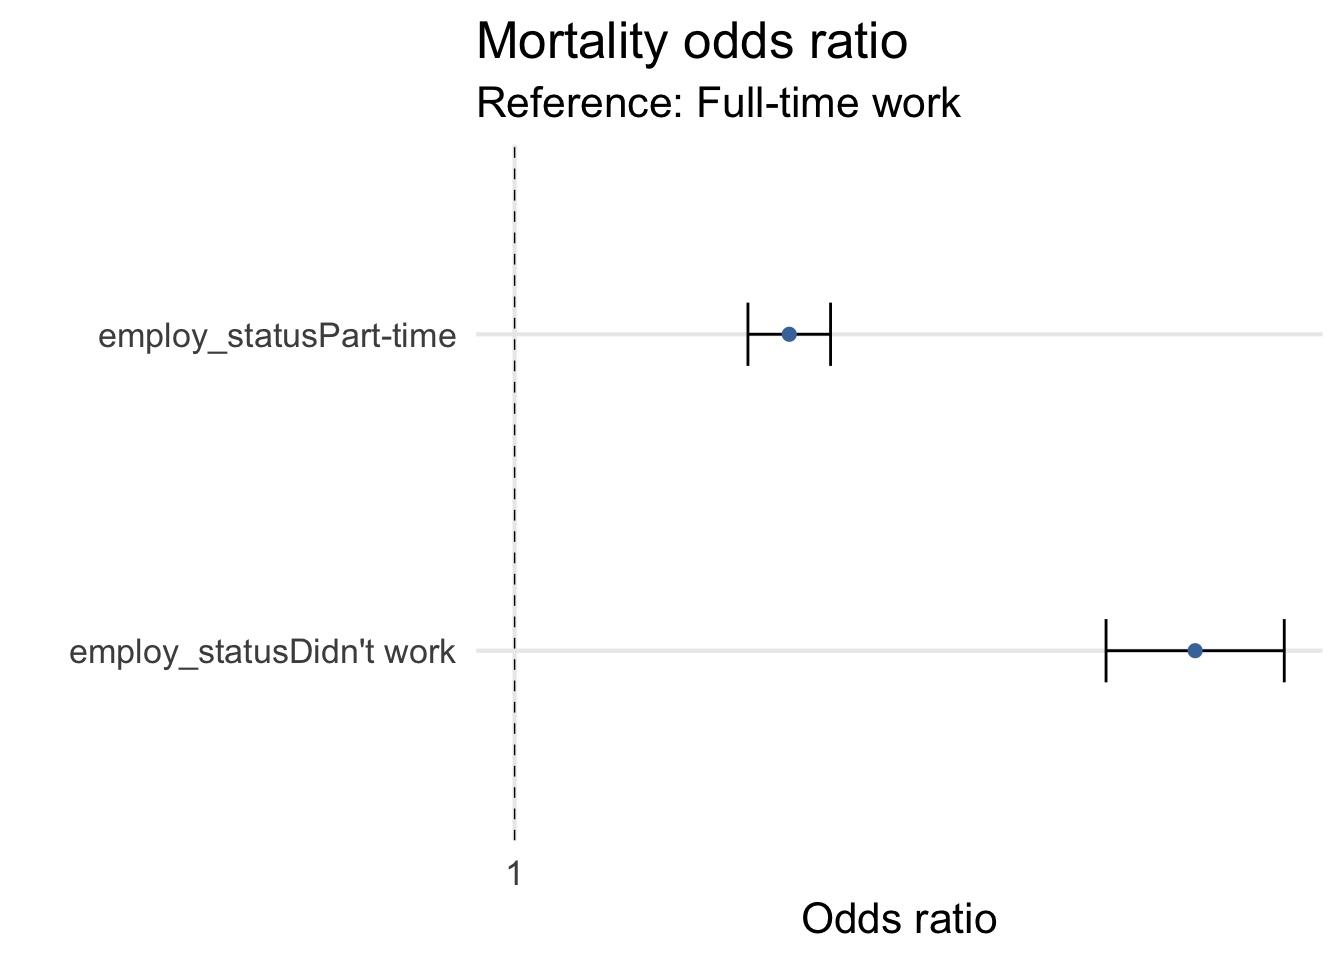 Mortality odds ratio
Reference: Full-time work
employ_statusPart-time
employ_statusDidn't work
1
Odds ratio